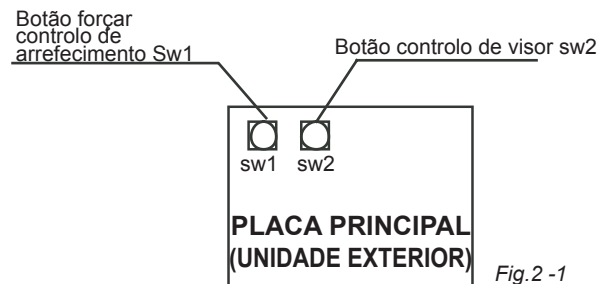 Botão forçar
controlo de
arrefecimento Sw1
Botão controlo de visor sw2
sw1 sw2
PLACA PRINCIPAL
(UNIDADE EXTERIOR)
Fig.2 -1